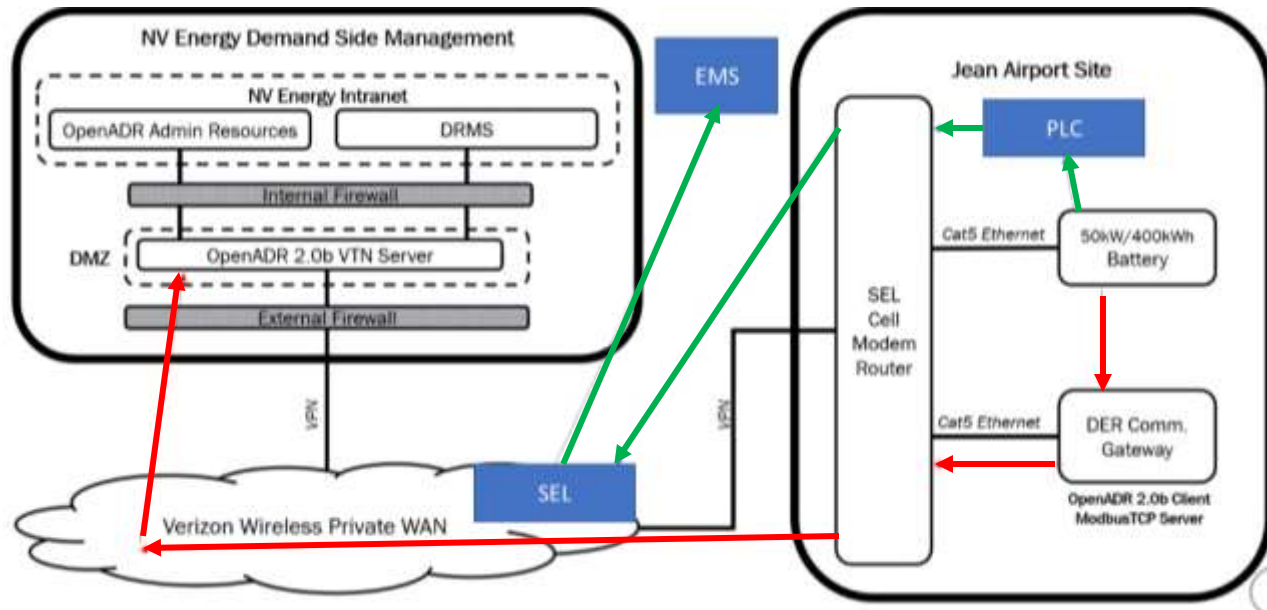 NV Energy Demand Side Management
NV Energy Intranet
OpenADR Admin Resources
DRMS
Internal Firewall
DMZ
OpenADR 2.0b VTN Server
External Firewall
VPN
Verizon Wireless Private WAN
SEL
EMS
VPN
Jean Airport Site
PLC
SEL
Cell
Modem
Router
Cat5 Ethernet
50kW/400kWh
Battery
Cat5 Ethernet
DER Comm.
Gateway
OpenADR 2.0b Client
ModbusTCP Server